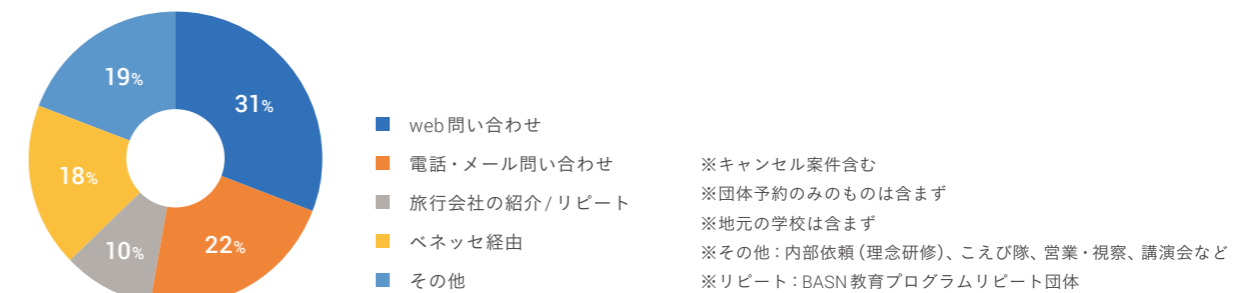 19%
31%
18%
10%
22%
web問い合わせ
電話・メール問い合わせ
旅行会社の紹介/リピート
ベネッセ経由
その他
※キャンセル案件含む
※団体予約のみのものは含まず
※地元の学校は含まず
※その他：内部依頼（理念研修）、こえび隊、営業・視察、講演会など
※リピート：BASN教育プログラムリピート団体